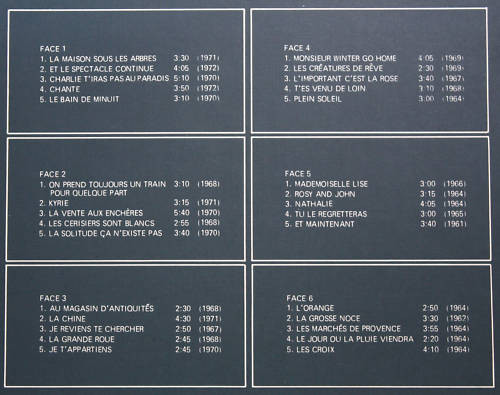 FACE 1
1. LA MAISON SOUS LES ARBRES 3:30 (1971)
2. ET LE SPECTACLE CONTINUE 4:05 (1972)
3. CHARLIE T'IRAS PAS AU PARADIS 5:10 (1970)
4. CHANTE 3:50 (1972)
5. LE BAIN DE MINUIT 3:10 (1970)
FACE 2
1. ON PREND TOUJOURS UN TRAIN 3:10 (1968)
POUR QUELQUE PART
2. KYRIE 3:15 (1971)
3. LA VENTE AUX ENCHÈRES 5:40 (1970)
4. LES CERISIERS SONT BLANCS 2:55 (1968)
5. LA SOLITUDE ÇA N'EXISTE PAS 3:40 (1970)
FACE 3
1. AU MAGASIN D'ANTIQUITÉS 2:30 (1968)
2. LA CHINE 4:30 (1971)
3. JE REVIENS TE CHERCHER 2:50 (1967)
4. LA GRANDE ROUE 2:45 (1968)
5. JE T'APPARTIENS 2:45 (1970)
FACE 4
1. MONSIEUR WINTER GO HOME 4:05 (1969)
2. LES CRÉATURES DE RÊVE 2:30 (1969)
3. L'IMPORTANT C'EST LA ROSE 3:40 (1967)
4. T'ES VENU DE LOIN 3:10 (1968)
5. PLEIN SOLEIL 3:00 (1964)
FACE 5
1. MADEMOISELLE LISE 3:00 (1966)
2. ROSY AND JOHN 3:15 (1964)
3. NATHALIE 4:05 (1964)
4. TU LE REGRETTERAS 3:00 (1965)
5. ET MAINTENANT 3:40 (1961)
FACE 6
1. L'ORANGE 2:50 (1964)
2. LA GROSSE NOCE 3:30 (1962)
3. LES MARCHÉS DE PROVENCE 3:55 (1964)
4. LE JOUR OU LA PLUIE VIENDRA 2:20 (1964)
5. LES CROIX 4:10 (1964)